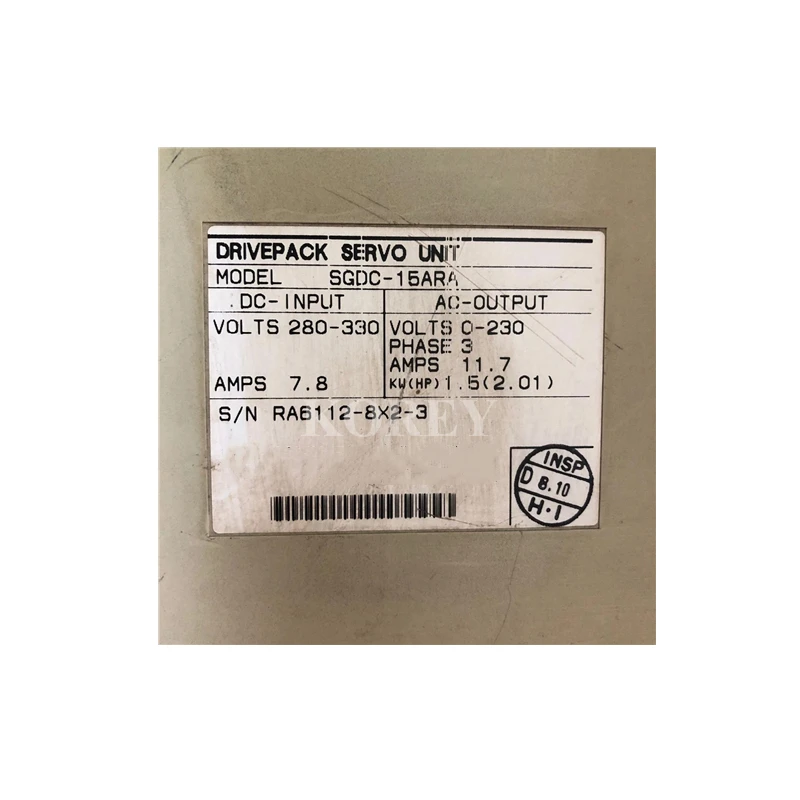 DRIVEPACK SERVO UNIT
MODEL SGDC-15ARA
DC-INPUT AC-OUTPUT
VOLTS 280-330 VOLTS 0-230
PHASE 3
AMPS 11.7
AMPS 7.8 KW(HP) 1.5(2.01)
S/N RA6112-8X2-3
KOREY
INSP
D 8.10
H·I